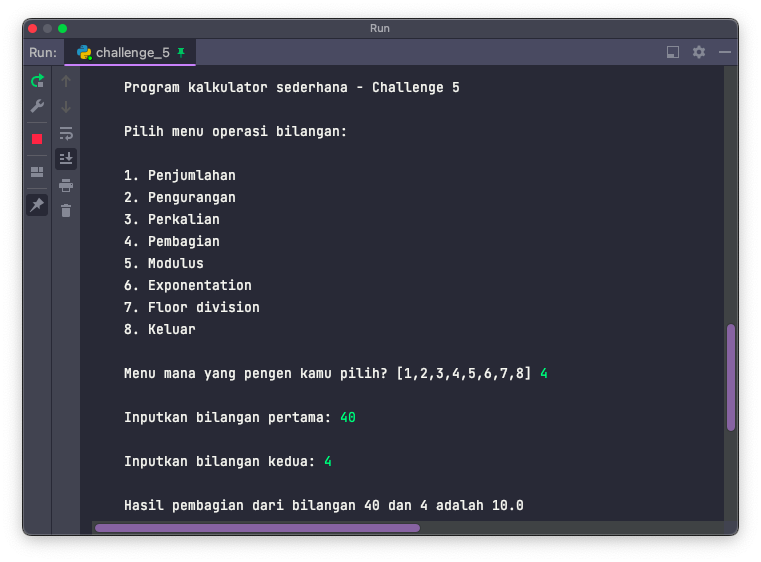 Run
Run:
challenge_5
Program kalkulator sederhana - Challenge 5
Pilih menu operasi bilangan:
1. Penjumlahan
2. Pengurangan
3. Perkalian
4. Pembagian
5. Modulus
6. Exponentation
7. Floor division
8. Keluar
Menu mana yang pengen kamu pilih? [1,2,3,4,5,6,7,8] 4
Inputkan bilangan pertama: 40
Inputkan bilangan kedua: 4
Hasil pembagian dari bilangan 40 dan 4 adalah 10.0